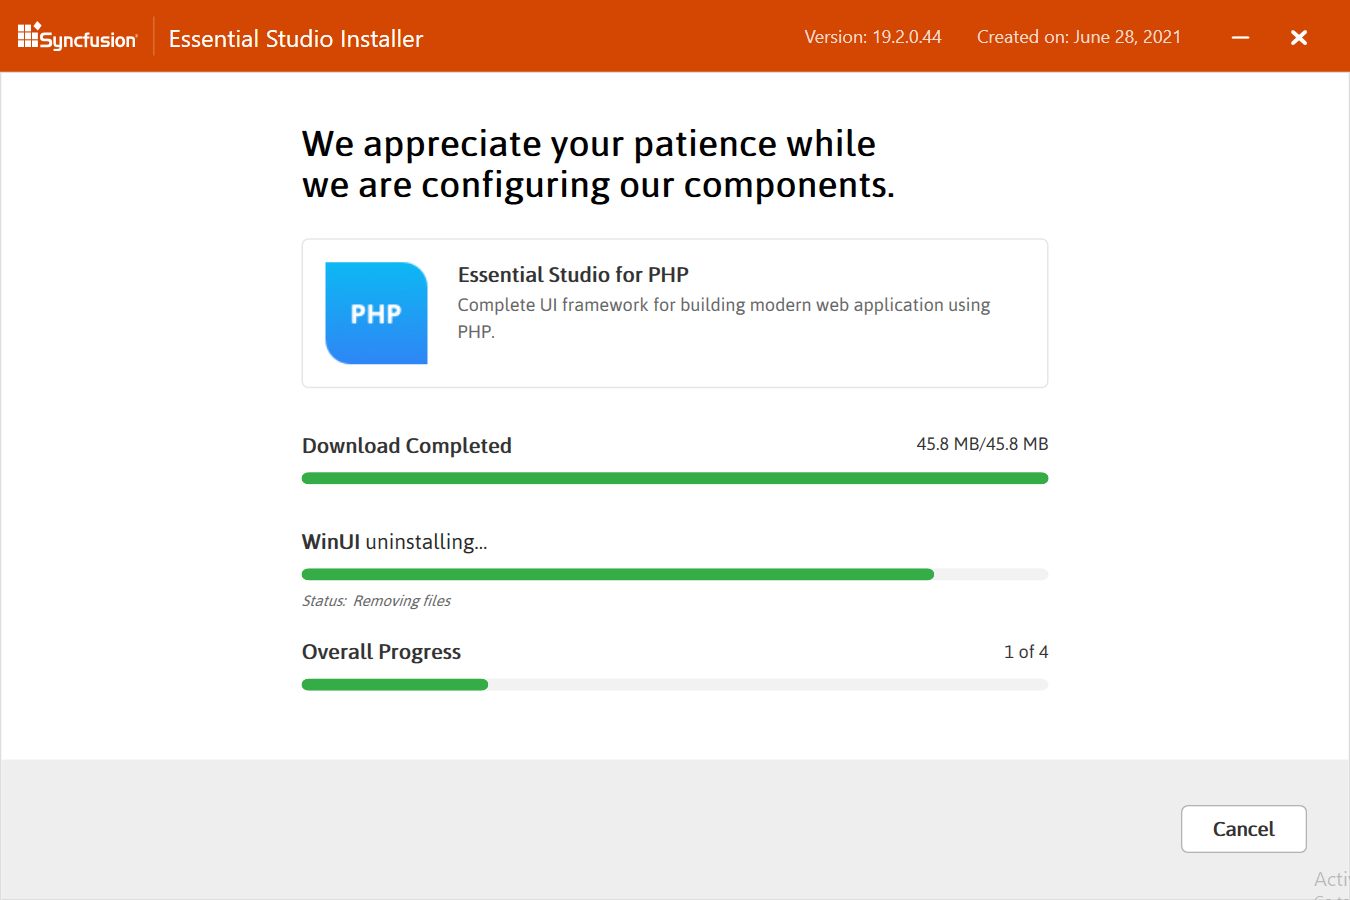 Syncfusion
Essential Studio Installer
Version: 19.2.0.44
Created on: June 28, 2021
We appreciate your patience while
we are configuring our components.
PHP
Essential Studio for PHP
Complete UI framework for building modern web application using
PHP.
Download Completed
45.8 MB/45.8 MB
WinUI uninstalling...
Status: Removing files
Overall Progress
1 of 4
Cancel